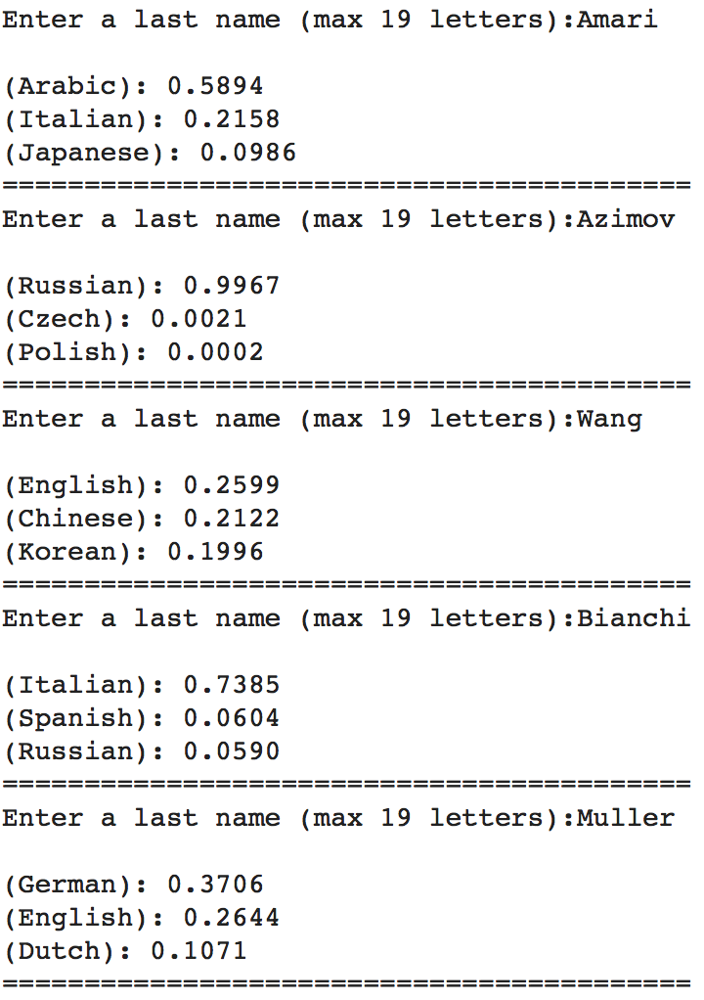 Enter a last name (max 19 letters):Amari
(Arabic): 0.5894
(Italian): 0.2158
(Japanese): 0.0986
==========================================
Enter a last name (max 19 letters):Azimov
(Russian): 0.9967
(Czech): 0.0021
(Polish): 0.0002
==========================================
Enter a last name (max 19 letters):Wang
(English): 0.2599
(Chinese): 0.2122
(Korean): 0.1996
==========================================
Enter a last name (max 19 letters):Bianchi
(Italian): 0.7385
(Spanish): 0.0604
(Russian): 0.0590
==========================================
Enter a last name (max 19 letters):Muller
(German): 0.3706
(English): 0.2644
(Dutch): 0.1071
==========================================